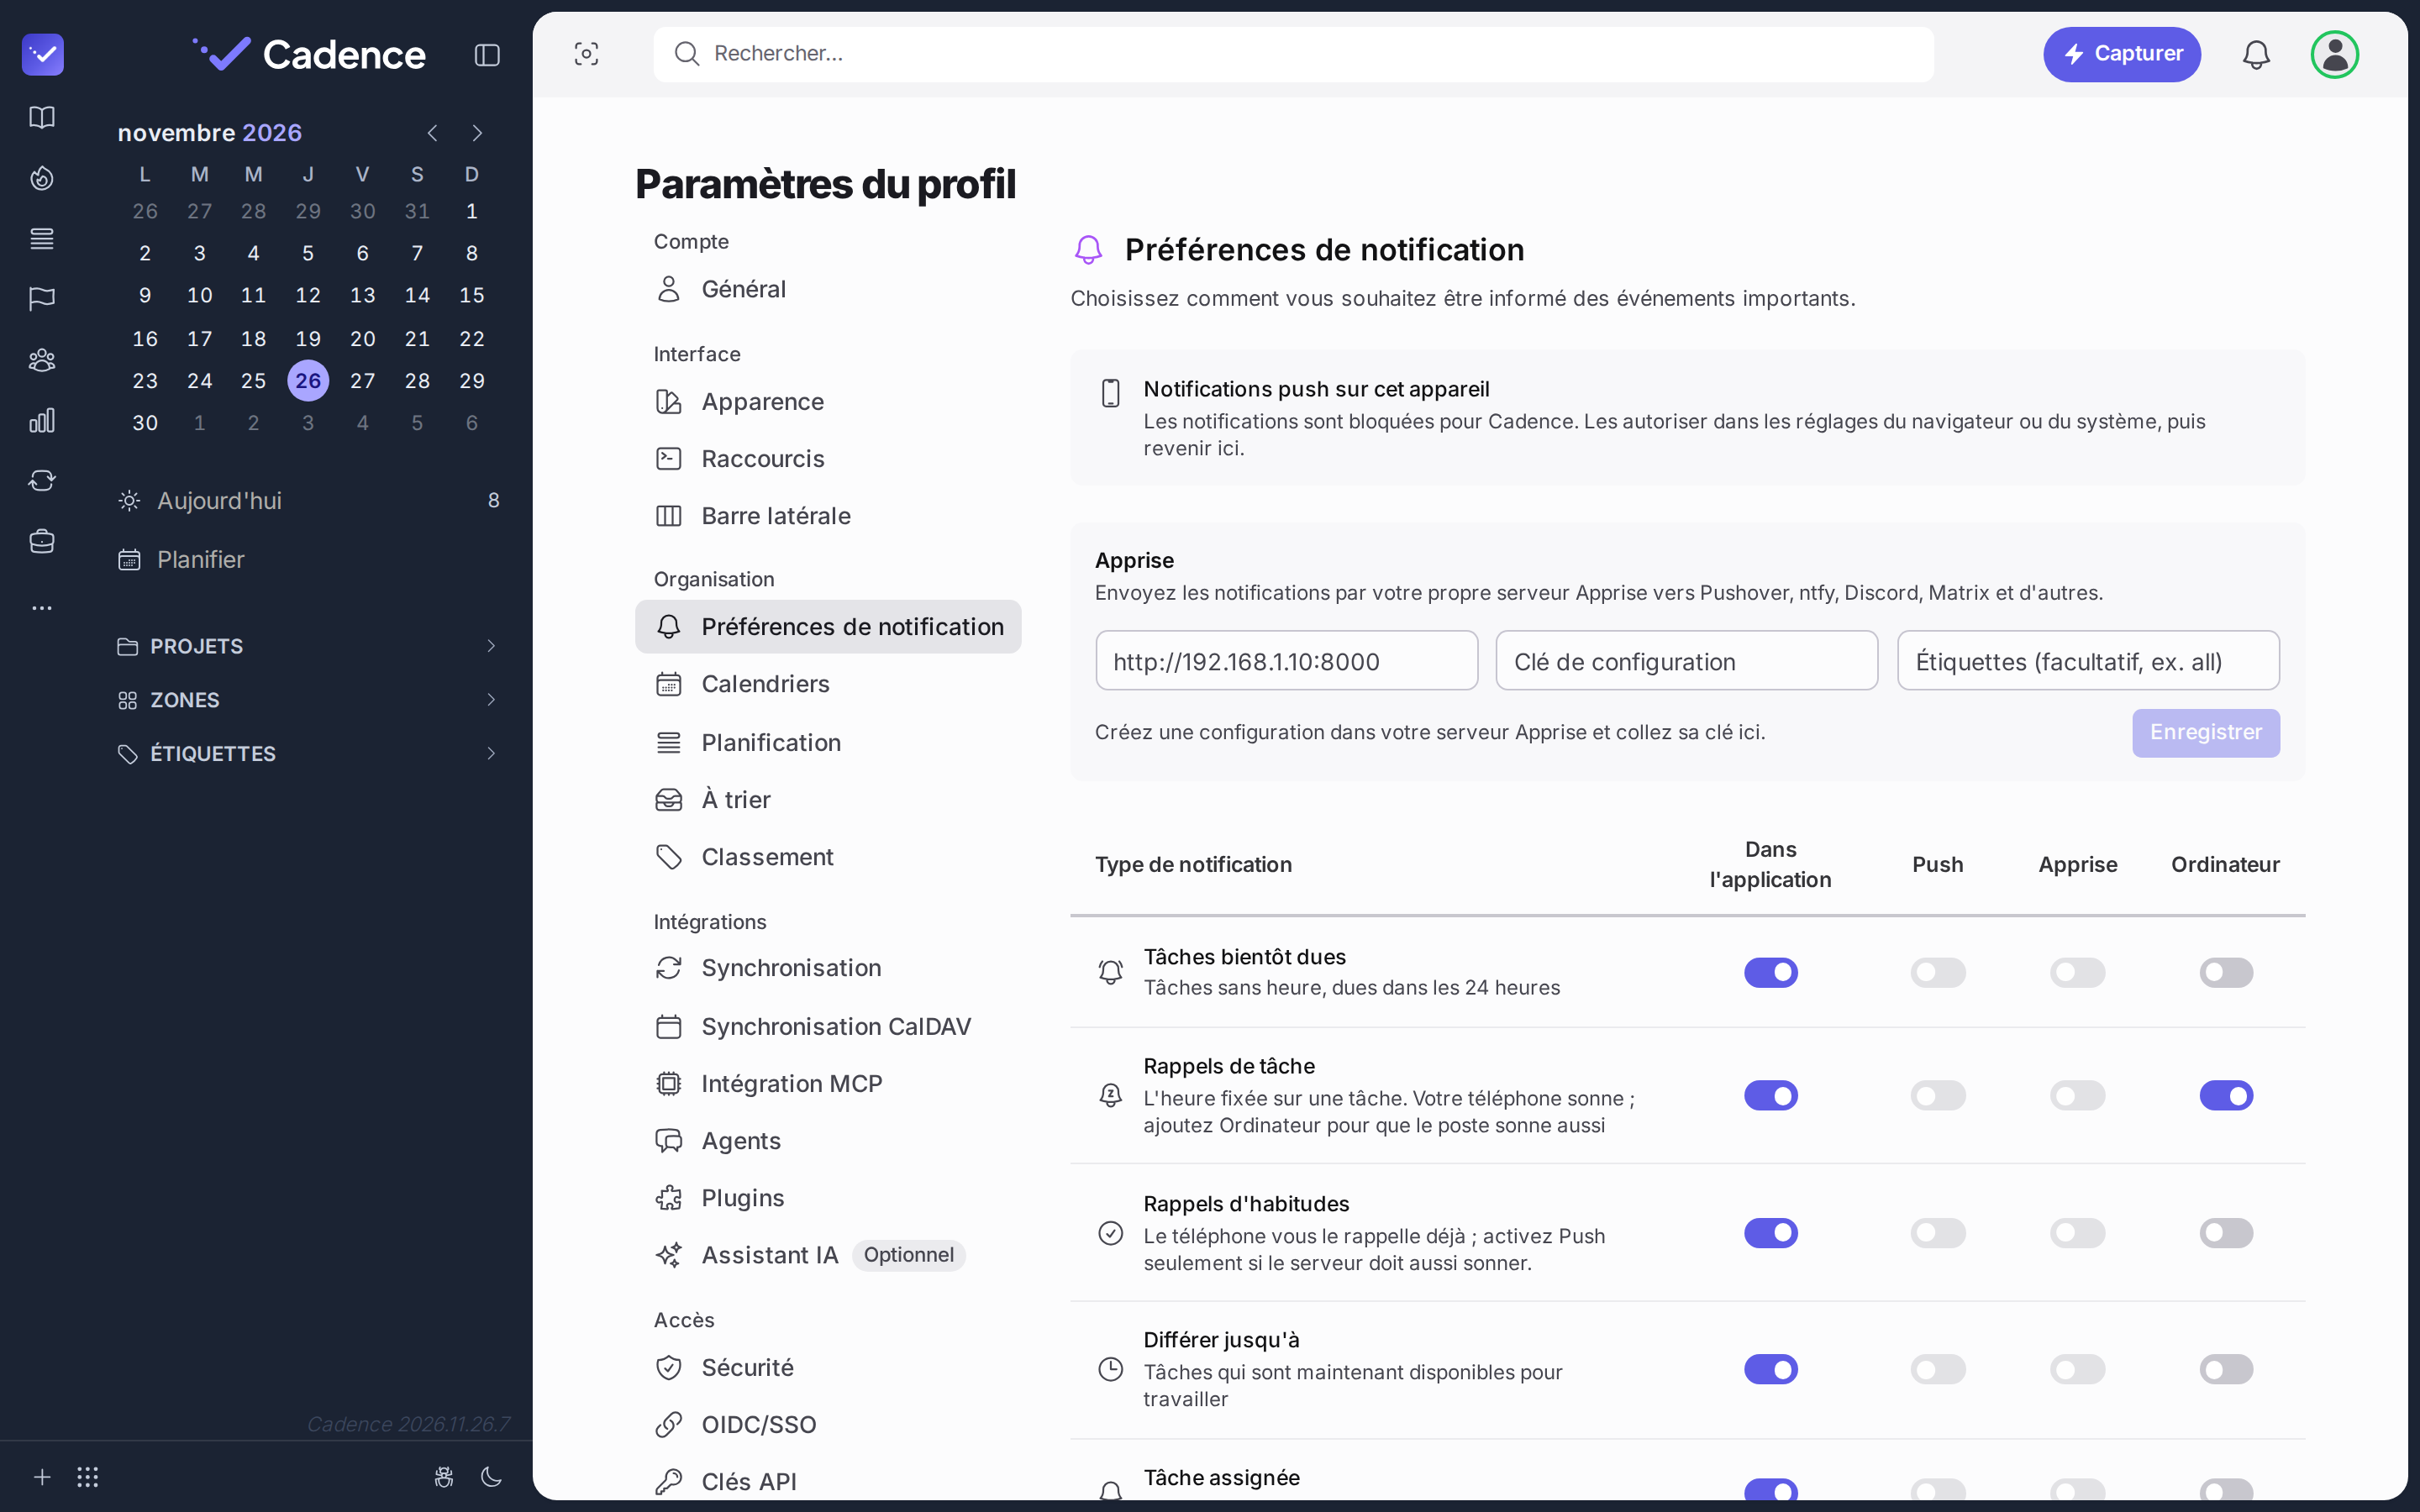 Cadence
novembre 2026
L M M J V S D
26 27 28 29 30 31 1
2 3 4 5 6 7 8
9 10 11 12 13 14 15
16 17 18 19 20 21 22
23 24 25 26 27 28 29
30 1 2 3 4 5 6
Aujourd'hui 8
Planifier
PROJETS
ZONES
ÉTIQUETTES
Cadence 2026.11.26.7
Rechercher...
Capturer
Paramètres du profil
Compte
Général
Interface
Apparence
Raccourcis
Barre latérale
Organisation
Préférences de notification
Calendriers
Planification
À trier
Classement
Intégrations
Synchronisation
Synchronisation CalDAV
Intégration MCP
Agents
Plugins
Assistant IA Optionnel
Accès
Sécurité
OIDC/SSO
Clés API
Préférences de notification
Choisissez comment vous souhaitez être informé des événements importants.
Notifications push sur cet appareil
Les notifications sont bloquées pour Cadence. Les autoriser dans les réglages du navigateur ou du système, puis
revenir ici.
Apprise
Envoyez les notifications par votre propre serveur Apprise vers Pushover, ntfy, Discord, Matrix et d'autres.
http://192.168.1.10:8000 Clé de configuration Étiquettes (facultatif, ex. all)
Créez une configuration dans votre serveur Apprise et collez sa clé ici. Enregistrer
Type de notification Dans l'application Push Apprise Ordinateur
Tâches bientôt dues
Tâches sans heure, dues dans les 24 heures
Rappels de tâche
L'heure fixée sur une tâche. Votre téléphone sonne ;
ajoutez Ordinateur pour que le poste sonne aussi
Rappels d'habitudes
Le téléphone vous le rappelle déjà ; activez Push
seulement si le serveur doit aussi sonner.
Différer jusqu'à
Tâches qui sont maintenant disponibles pour
travailler
Tâche assignée